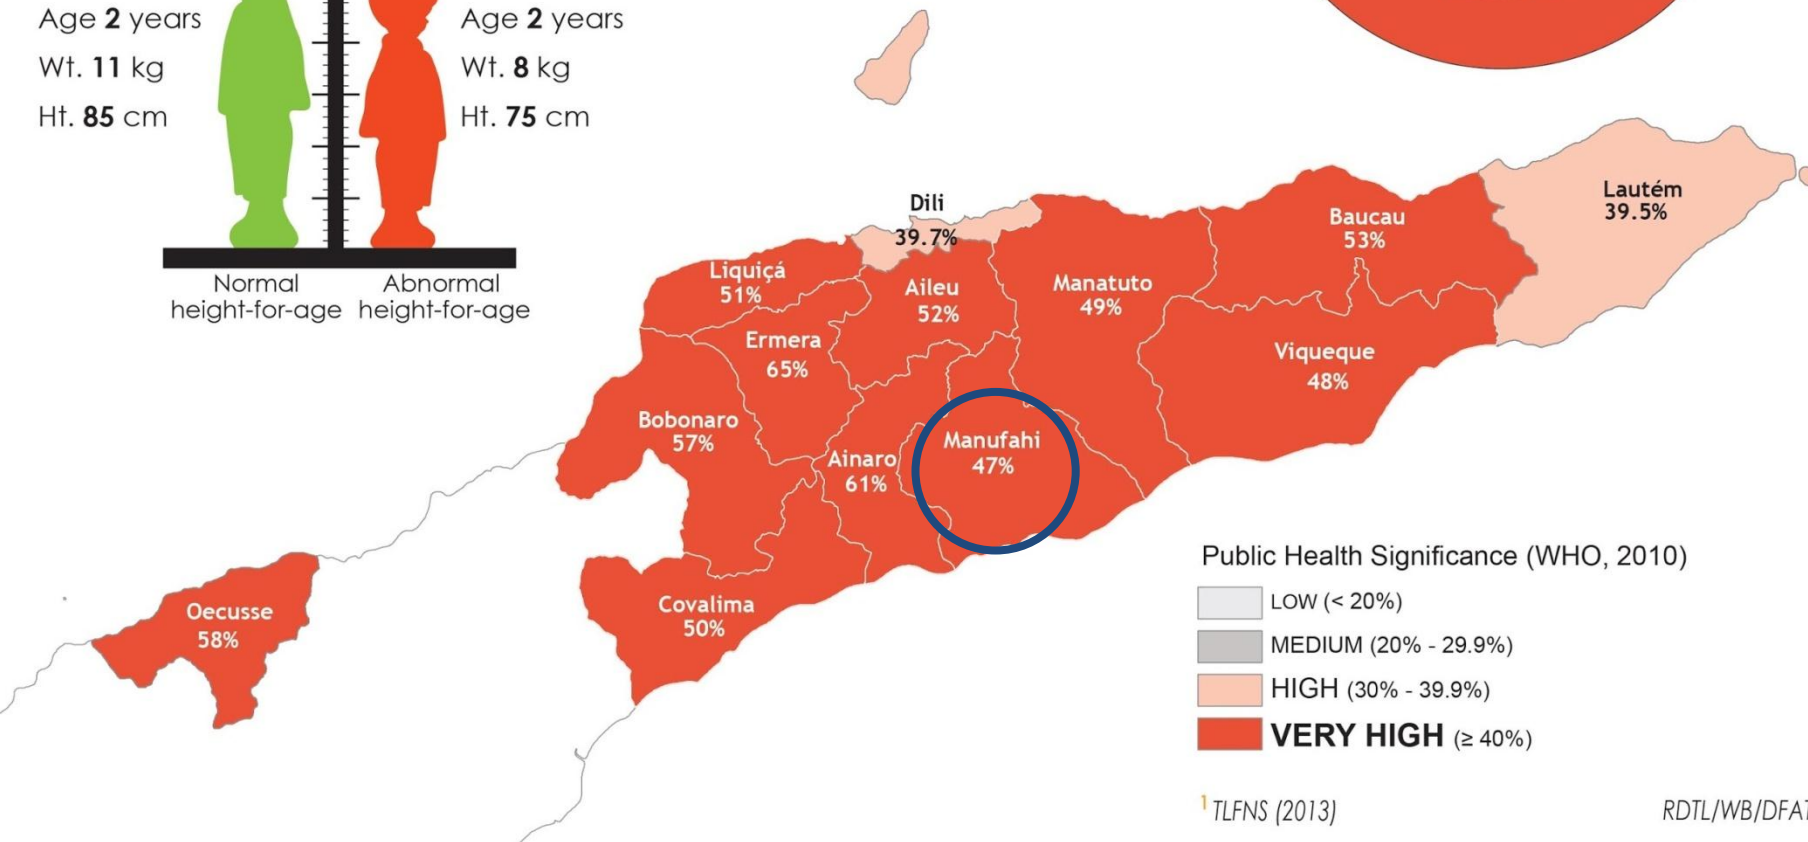 Age 2 years
Wt. 11 kg
Ht. 85 cm
Age 2 years
Wt. 8 kg
Ht. 75 cm
Normal
height-for-age
Abnormal
height-for-age
Dili
39.7%
Lautém
39.5%
Baucau
53%
Liquiçá
51%
Aileu
52%
Manatuto
49%
Ermera
65%
Viqueque
48%
Bobonaro
57%
Manufahi
47%
Ainaro
61%
Covalima
50%
Oecusse
58%
Public Health Significance (WHO, 2010)
LOW (< 20%)
MEDIUM (20% - 29.9%)
HIGH (30% - 39.9%)
VERY HIGH (≥ 40%)
1 TLFNS (2013)
RDTL/WB/DFAT